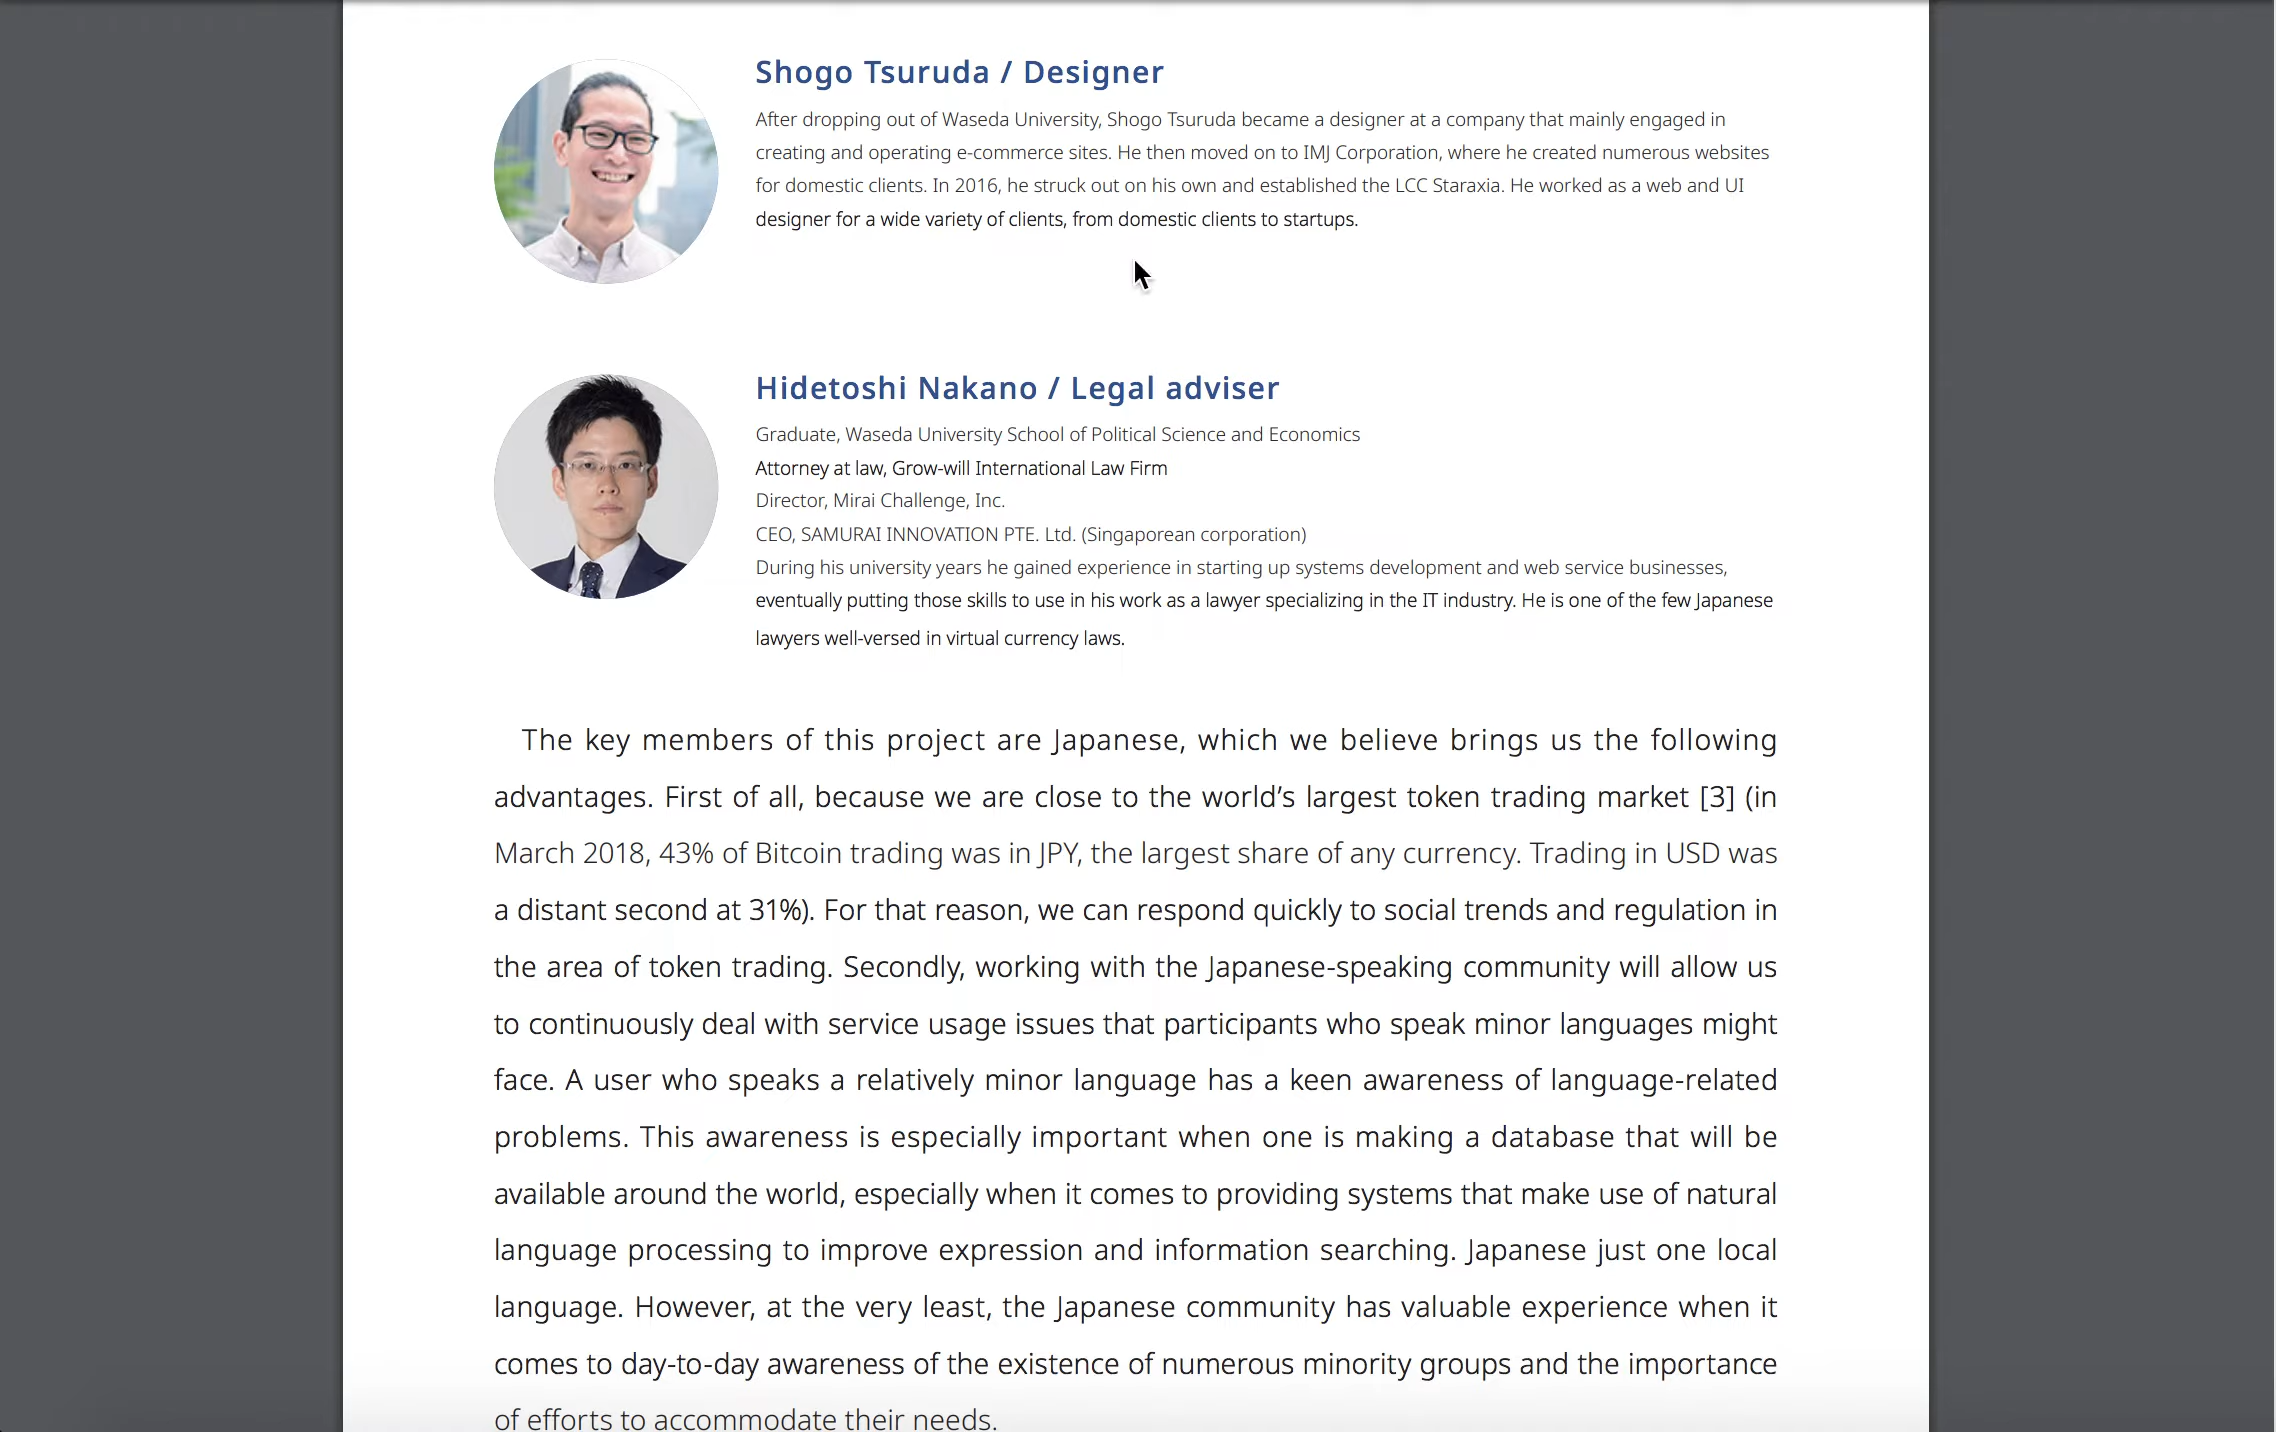 Shogo Tsuruda / Designer
After dropping out of Waseda University, Shogo Tsuruda became a designer at a company that mainly engaged in
creating and operating e-commerce sites. He then moved on to IMJ Corporation, where he created numerous websites
for domestic clients. In 2016, he struck out on his own and established the LCC Staraxia. He worked as a web and UI
designer for a wide variety of clients, from domestic clients to startups.
Hidetoshi Nakano / Legal adviser
Graduate, Waseda University School of Political Science and Economics
Attorney at law, Grow-will International Law Firm
Director, Mirai Challenge, Inc.
CEO, SAMURAI INNOVATION PTE. Ltd. (Singaporean corporation)
During his university years he gained experience in starting up systems development and web service businesses,
eventually putting those skills to use in his work as a lawyer specializing in the IT industry. He is one of the few Japanese
lawyers well-versed in virtual currency laws.
The key members of this project are Japanese, which we believe brings us the following
advantages. First of all, because we are close to the world’s largest token trading market [3] (in
March 2018, 43% of Bitcoin trading was in JPY, the largest share of any currency. Trading in USD was
a distant second at 31%). For that reason, we can respond quickly to social trends and regulation in
the area of token trading. Secondly, working with the Japanese-speaking community will allow us
to continuously deal with service usage issues that participants who speak minor languages might
face. A user who speaks a relatively minor language has a keen awareness of language-related
problems. This awareness is especially important when one is making a database that will be
available around the world, especially when it comes to providing systems that make use of natural
language processing to improve expression and information searching. Japanese just one local
language. However, at the very least, the Japanese community has valuable experience when it
comes to day-to-day awareness of the existence of numerous minority groups and the importance
of efforts to accommodate their needs.